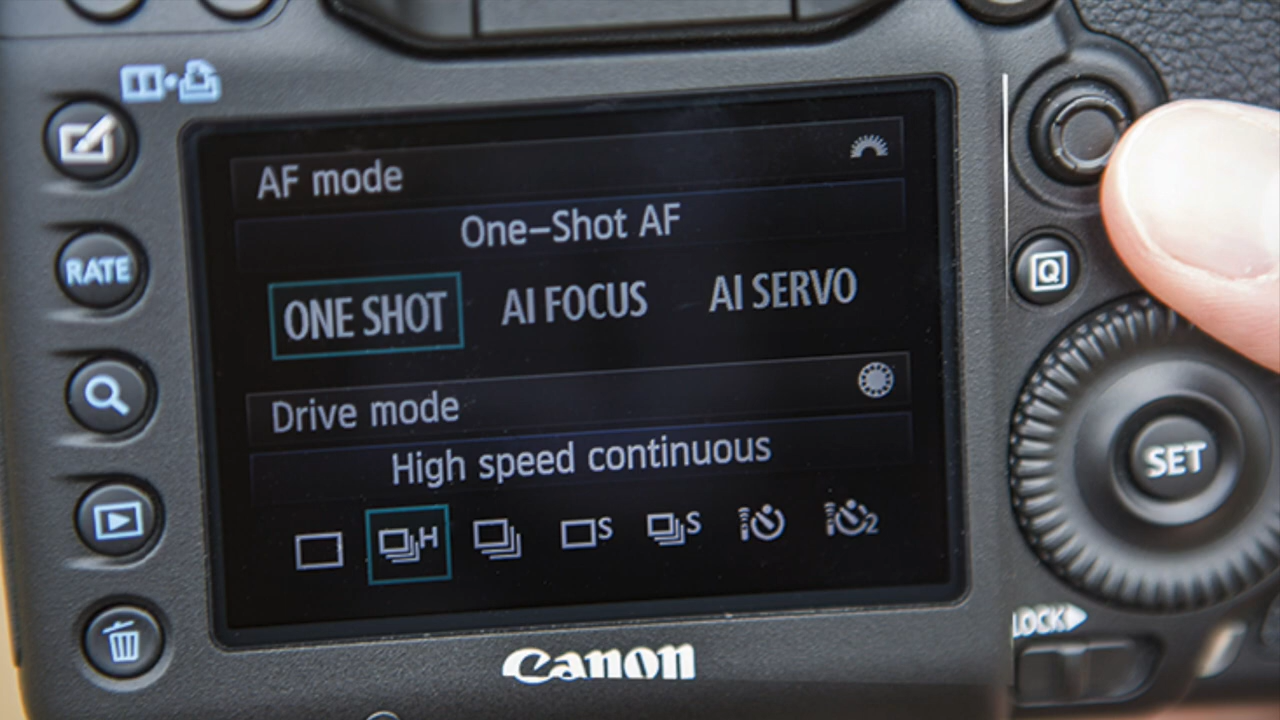 AF mode
One-Shot AF
ONE SHOT AI FOCUS AI SERVO
Drive mode
High speed continuous
H S S 2
Canon
RATE
Q
SET
LOCK